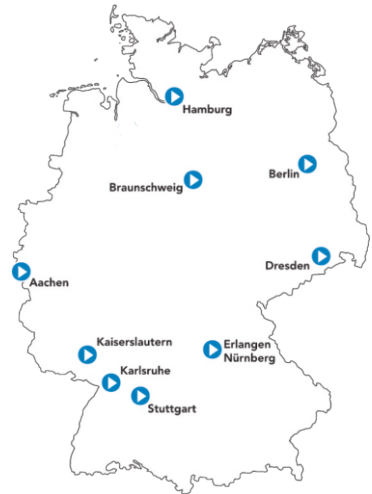 Hamburg
Berlin
Braunschweig
Dresden
Aachen
Kaiserslautern
Erlangen
Nürnberg
Karlsruhe
Stuttgart